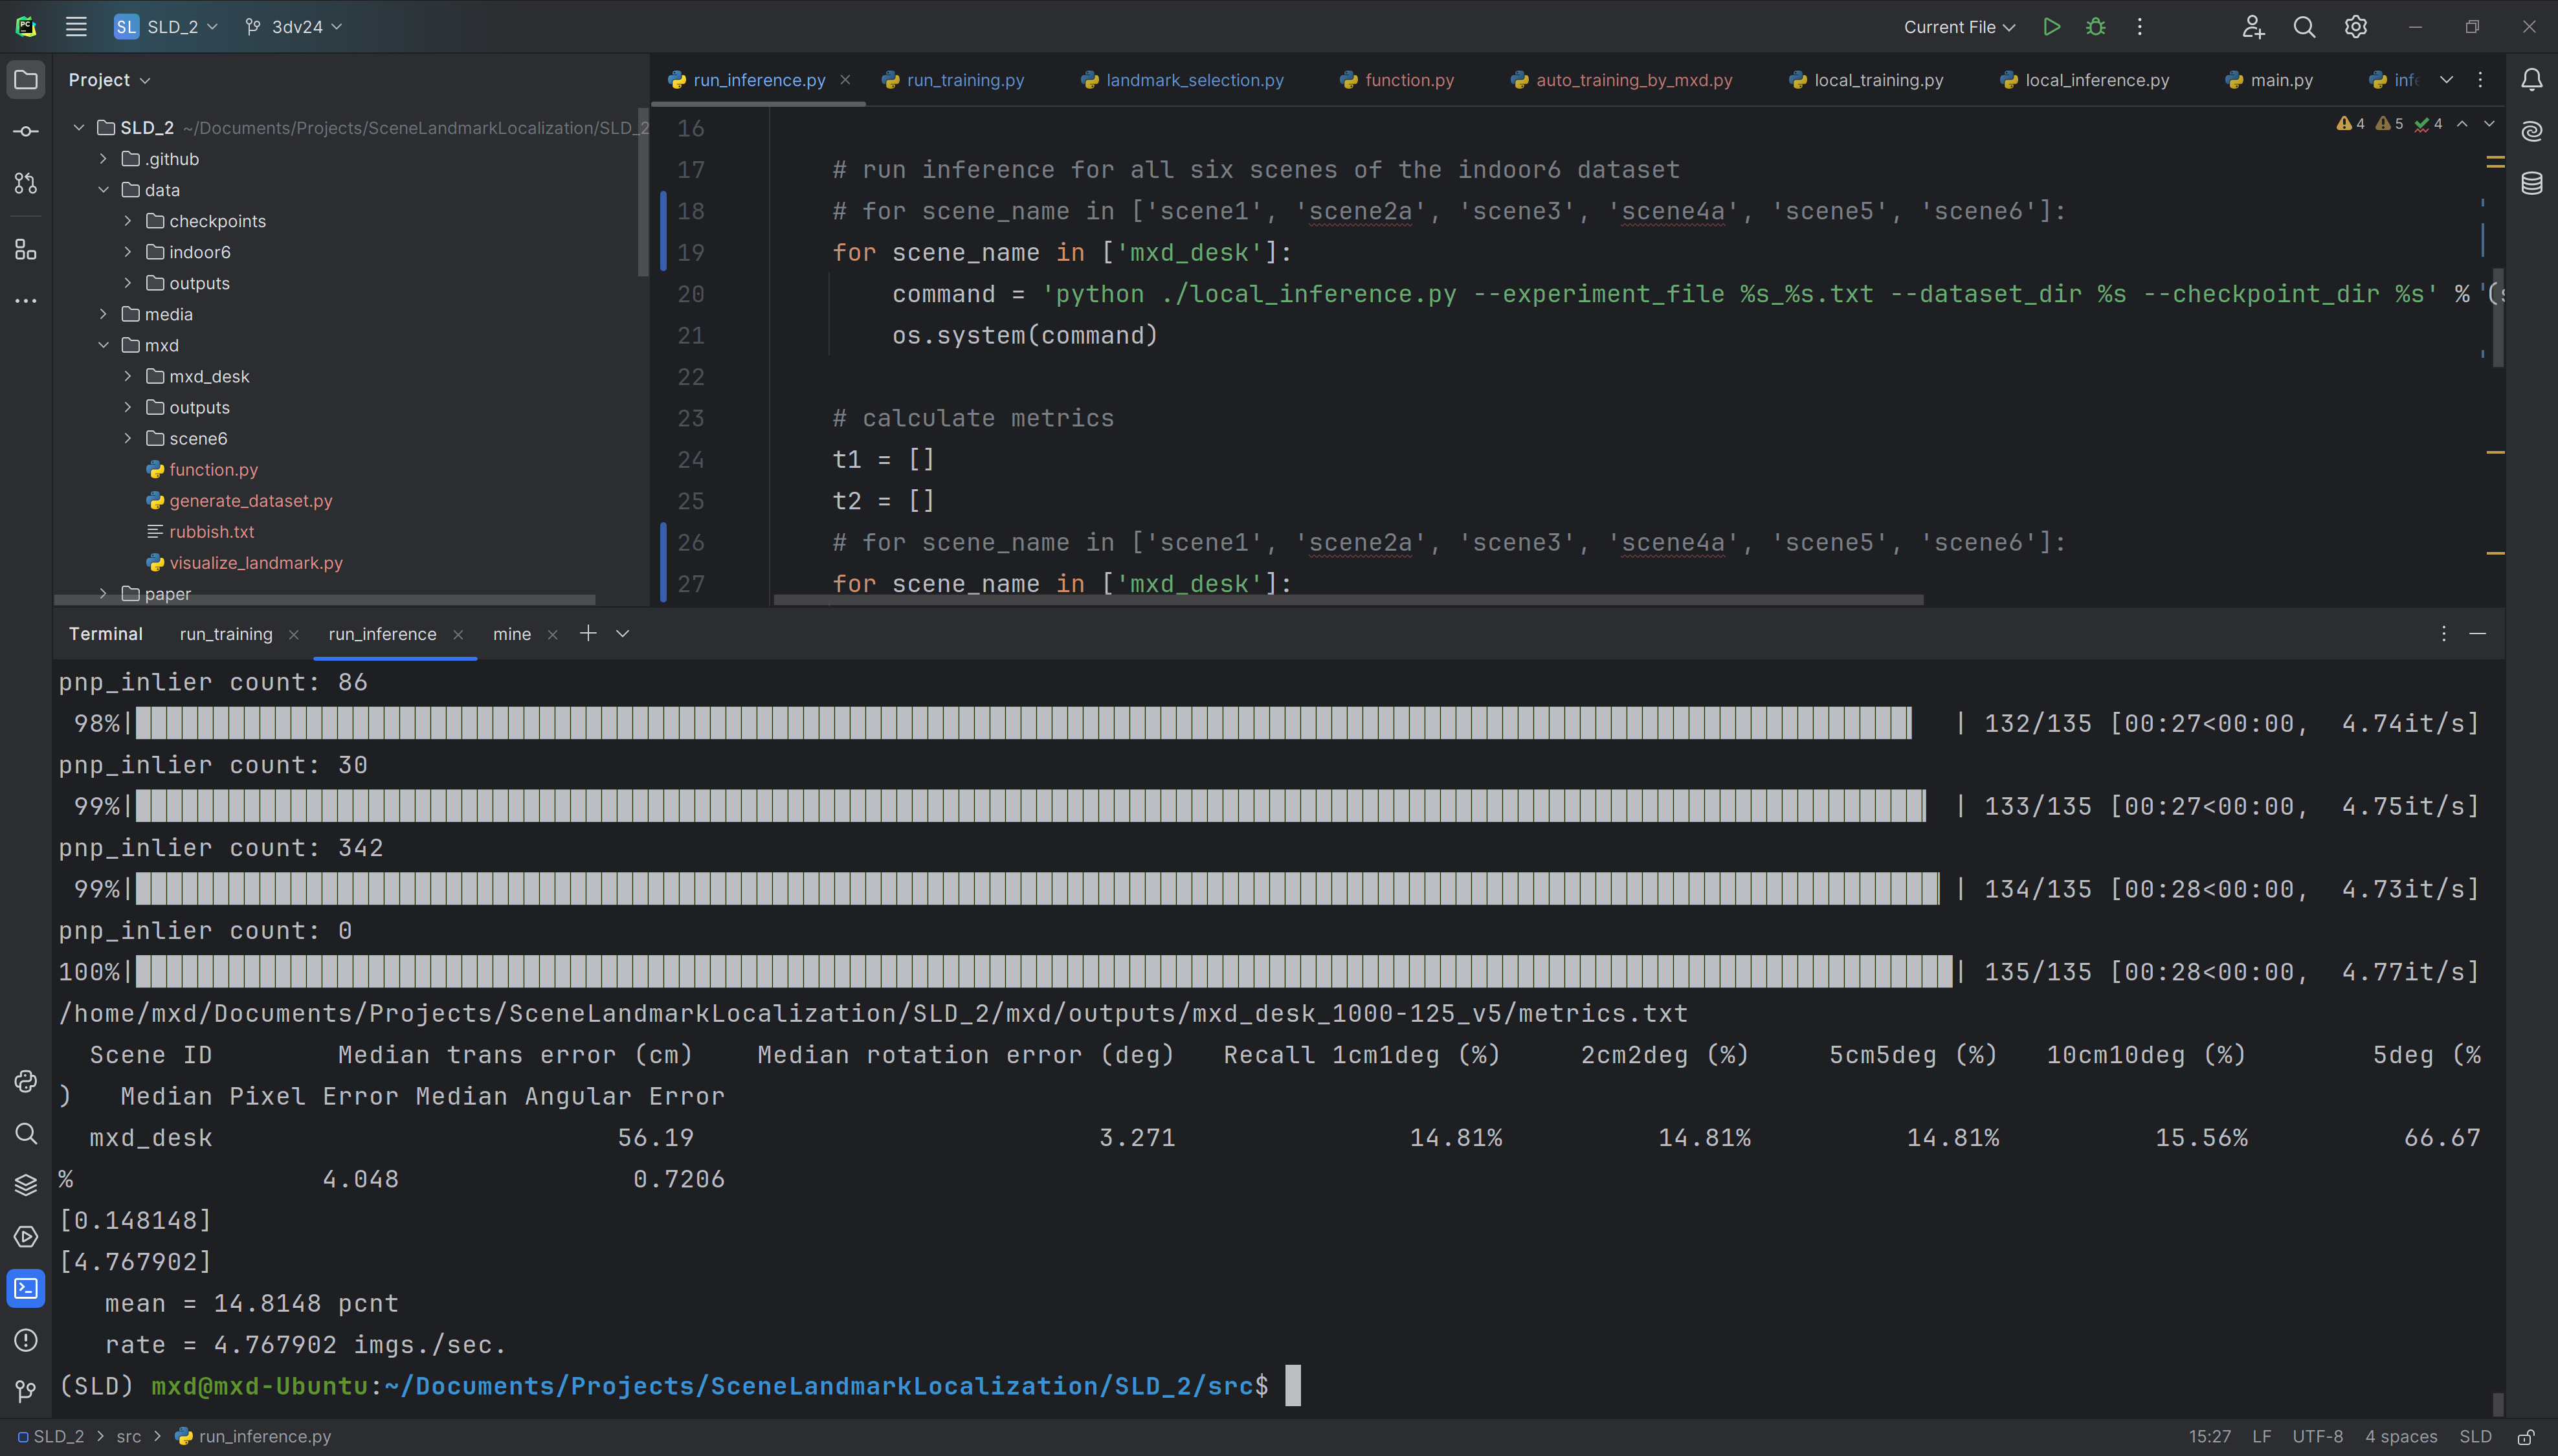 SL SLD_2 3dv24 Current File
Project
SLD_2 ~/Documents/Projects/SceneLandmarkLocalization/SLD_2
.github
data
checkpoints
indoor6
outputs
media
mxd
mxd_desk
outputs
scene6
function.py
generate_dataset.py
rubbish.txt
visualize_landmark.py
paper
run_inference.py run_training.py landmark_selection.py function.py auto_training_by_mxd.py local_training.py local_inference.py main.py
4 5 4
16
17 # run inference for all six scenes of the indoor6 dataset
18 # for scene_name in ['scene1', 'scene2a', 'scene3', 'scene4a', 'scene5', 'scene6']:
19 for scene_name in ['mxd_desk']:
20 command = 'python ./local_inference.py --experiment_file %s_%s.txt --dataset_dir %s --checkpoint_dir %s' % (
21 os.system(command)
22
23 # calculate metrics
24 t1 = []
25 t2 = []
26 # for scene_name in ['scene1', 'scene2a', 'scene3', 'scene4a', 'scene5', 'scene6']:
27 for scene_name in ['mxd_desk']:
Terminal run_training run_inference mine
pnp_inlier count: 86
98%| | 132/135 [00:27<00:00, 4.74it/s]
pnp_inlier count: 30
99%| | 133/135 [00:27<00:00, 4.75it/s]
pnp_inlier count: 342
99%| | 134/135 [00:28<00:00, 4.73it/s]
pnp_inlier count: 0
100%| | 135/135 [00:28<00:00, 4.77it/s]
/home/mxd/Documents/Projects/SceneLandmarkLocalization/SLD_2/mxd/outputs/mxd_desk_1000-125_v5/metrics.txt
Scene ID Median trans error (cm) Median rotation error (deg) Recall 1cm1deg (%) 2cm2deg (%) 5cm5deg (%) 10cm10deg (%) 5deg (%
) Median Pixel Error Median Angular Error
mxd_desk 56.19 3.271 14.81% 14.81% 14.81% 15.56% 66.67
% 4.048 0.7206
[0.148148]
[4.767902]
mean = 14.8148 pcnt
rate = 4.767902 imgs./sec.
(SLD) mxd@mxd-Ubuntu:~/Documents/Projects/SceneLandmarkLocalization/SLD_2/src$
SLD_2 > src > run_inference.py 15:27 LF UTF-8 4 spaces SLD